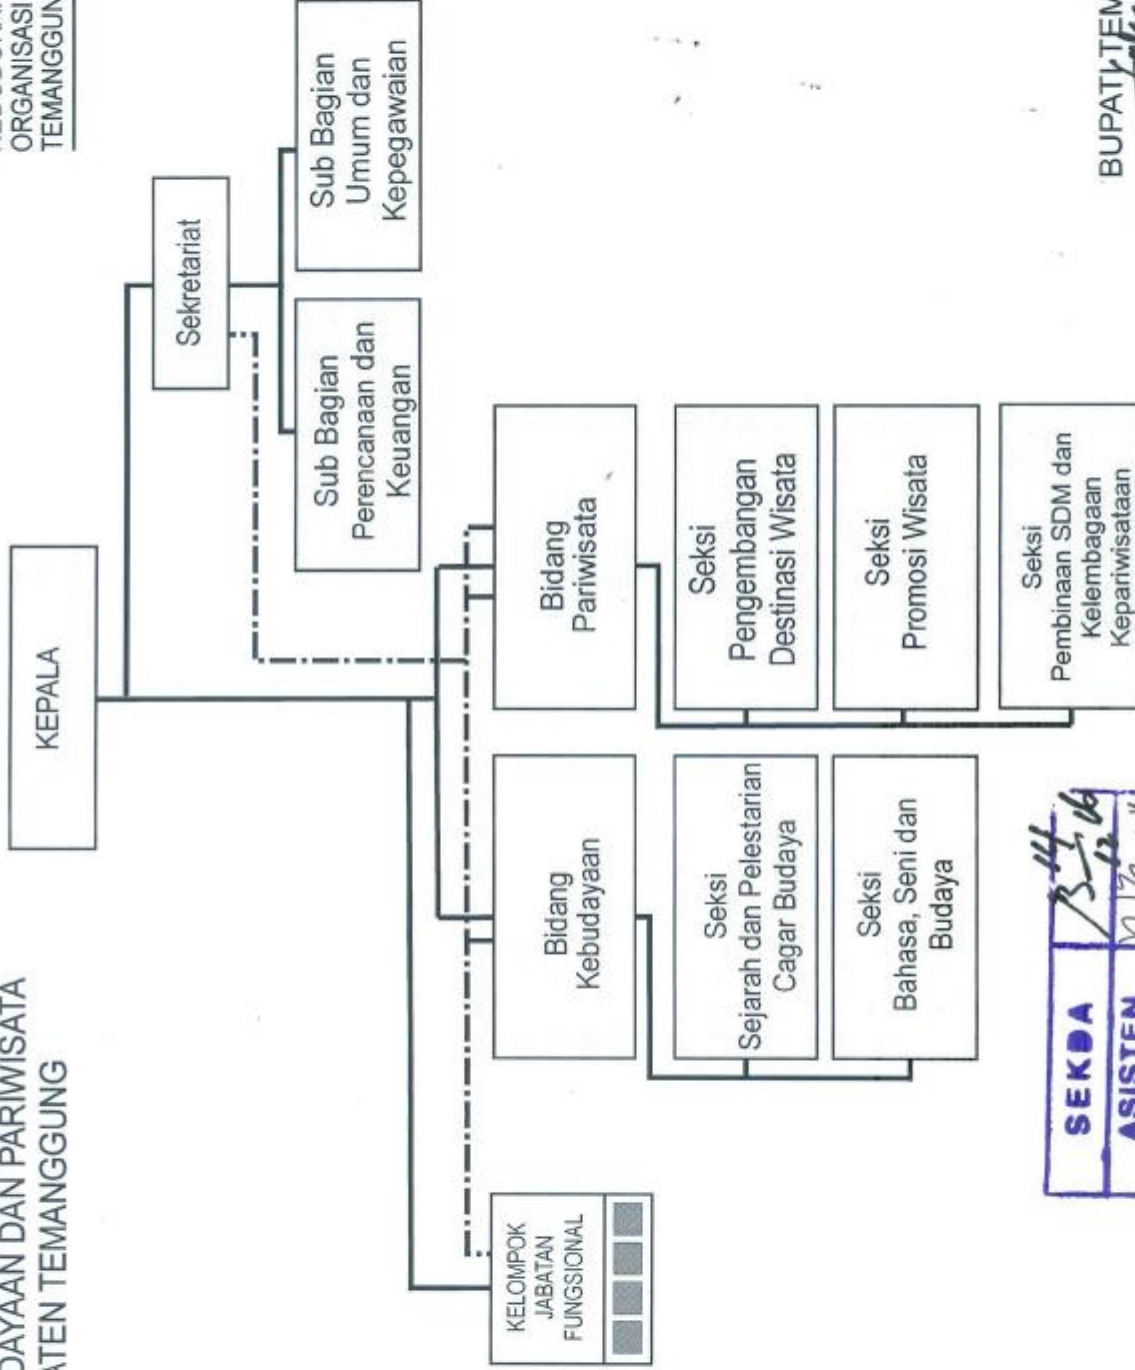 DAYAAN DAN PARIWISATA
ATEN TEMANGGUNG
ORGANISASI
TEMANGGUN
KEPALA
Sekretariat
Sub Bagian
Perencanaan dan
Keuangan
Sub Bagian
Umum dan
Kepegawaian
KELOMPOK
JABATAN
FUNGSIONAL
Bidang
Kebudayaan
Bidang
Pariwisata
Seksi
Sejarah dan Pelestarian
Cagar Budaya
Seksi
Pengembangan
Destinasi Wisata
Seksi
Bahasa, Seni dan
Budaya
Seksi
Promosi Wisata
Seksi
Pembinaan SDM dan
Kelembagaan
Kepariwisataan
SEKDA
ASISTEN
BUPATI TEM